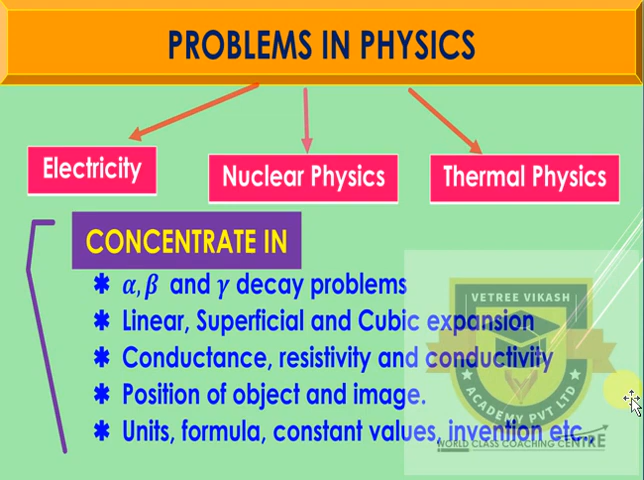 PROBLEMS IN PHYSICS
Electricity
Nuclear Physics
Thermal Physics
CONCENTRATE IN
✱ α, β and γ decay problems
✱ Linear, Superficial and Cubic expansion
✱ Conductance, resistivity and conductivity
✱ Position of object and image.
✱ Units, formula, constant values, invention etc.,
VETREE VIKASH
ACADEMY PVT LTD
WORLD CLASS COACHING CENTRE